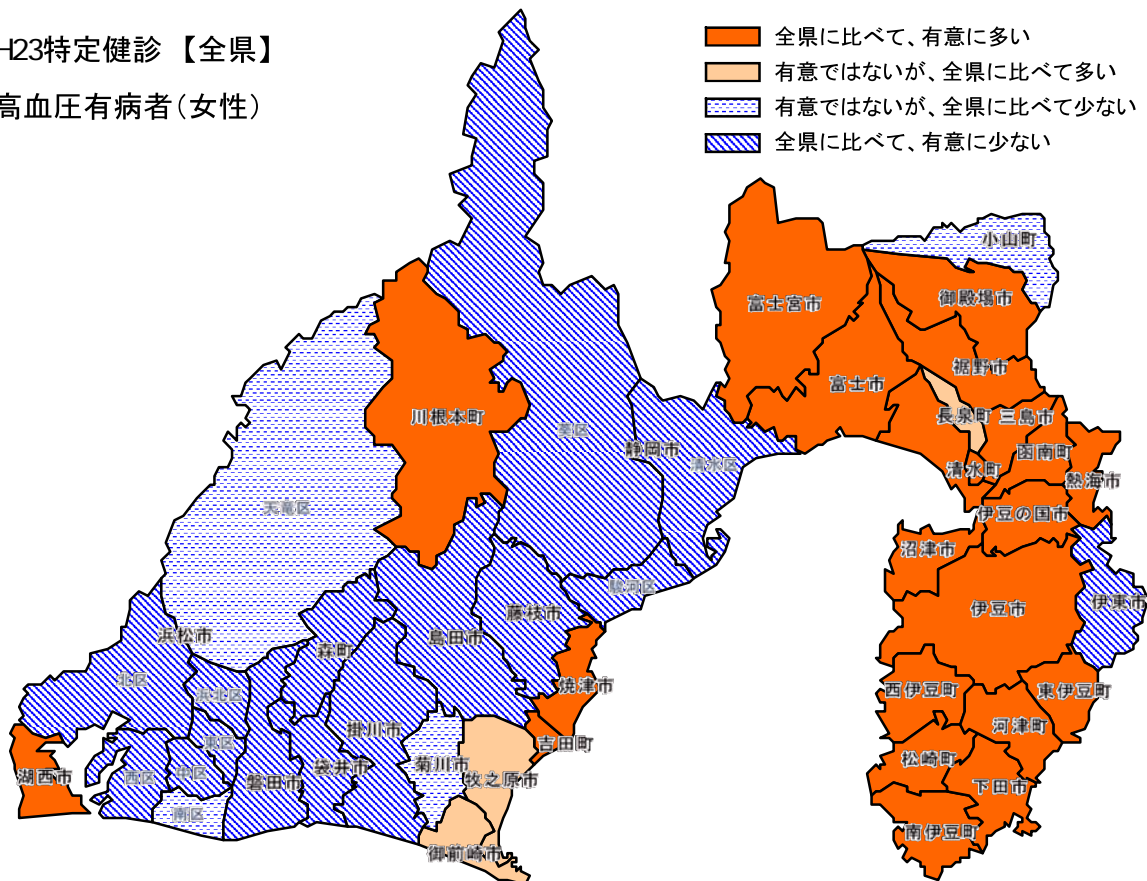 H23特定健診 【全県】
高血圧有病者(女性)
全県に比べて、有意に多い
有意ではないが、全県に比べて多い
有意ではないが、全県に比べて少ない
全県に比べて、有意に少ない
小山町
御殿場市
富士宮市
裾野市
富士市
川根本町
長泉町
三島市
葵区
静岡市
清水区
函南町
清水町
熱海市
天竜区
伊豆の国市
沼津市
駿河区
伊豆市
伊東市
藤枝市
浜松市
島田市
森町
北区
浜北区
焼津市
西伊豆町
東伊豆町
掛川市
河津町
東区
吉田町
湖西市
西区
中区
磐田市
袋井市
菊川市
牧之原市
松崎町
下田市
南区
南伊豆町
御前崎市